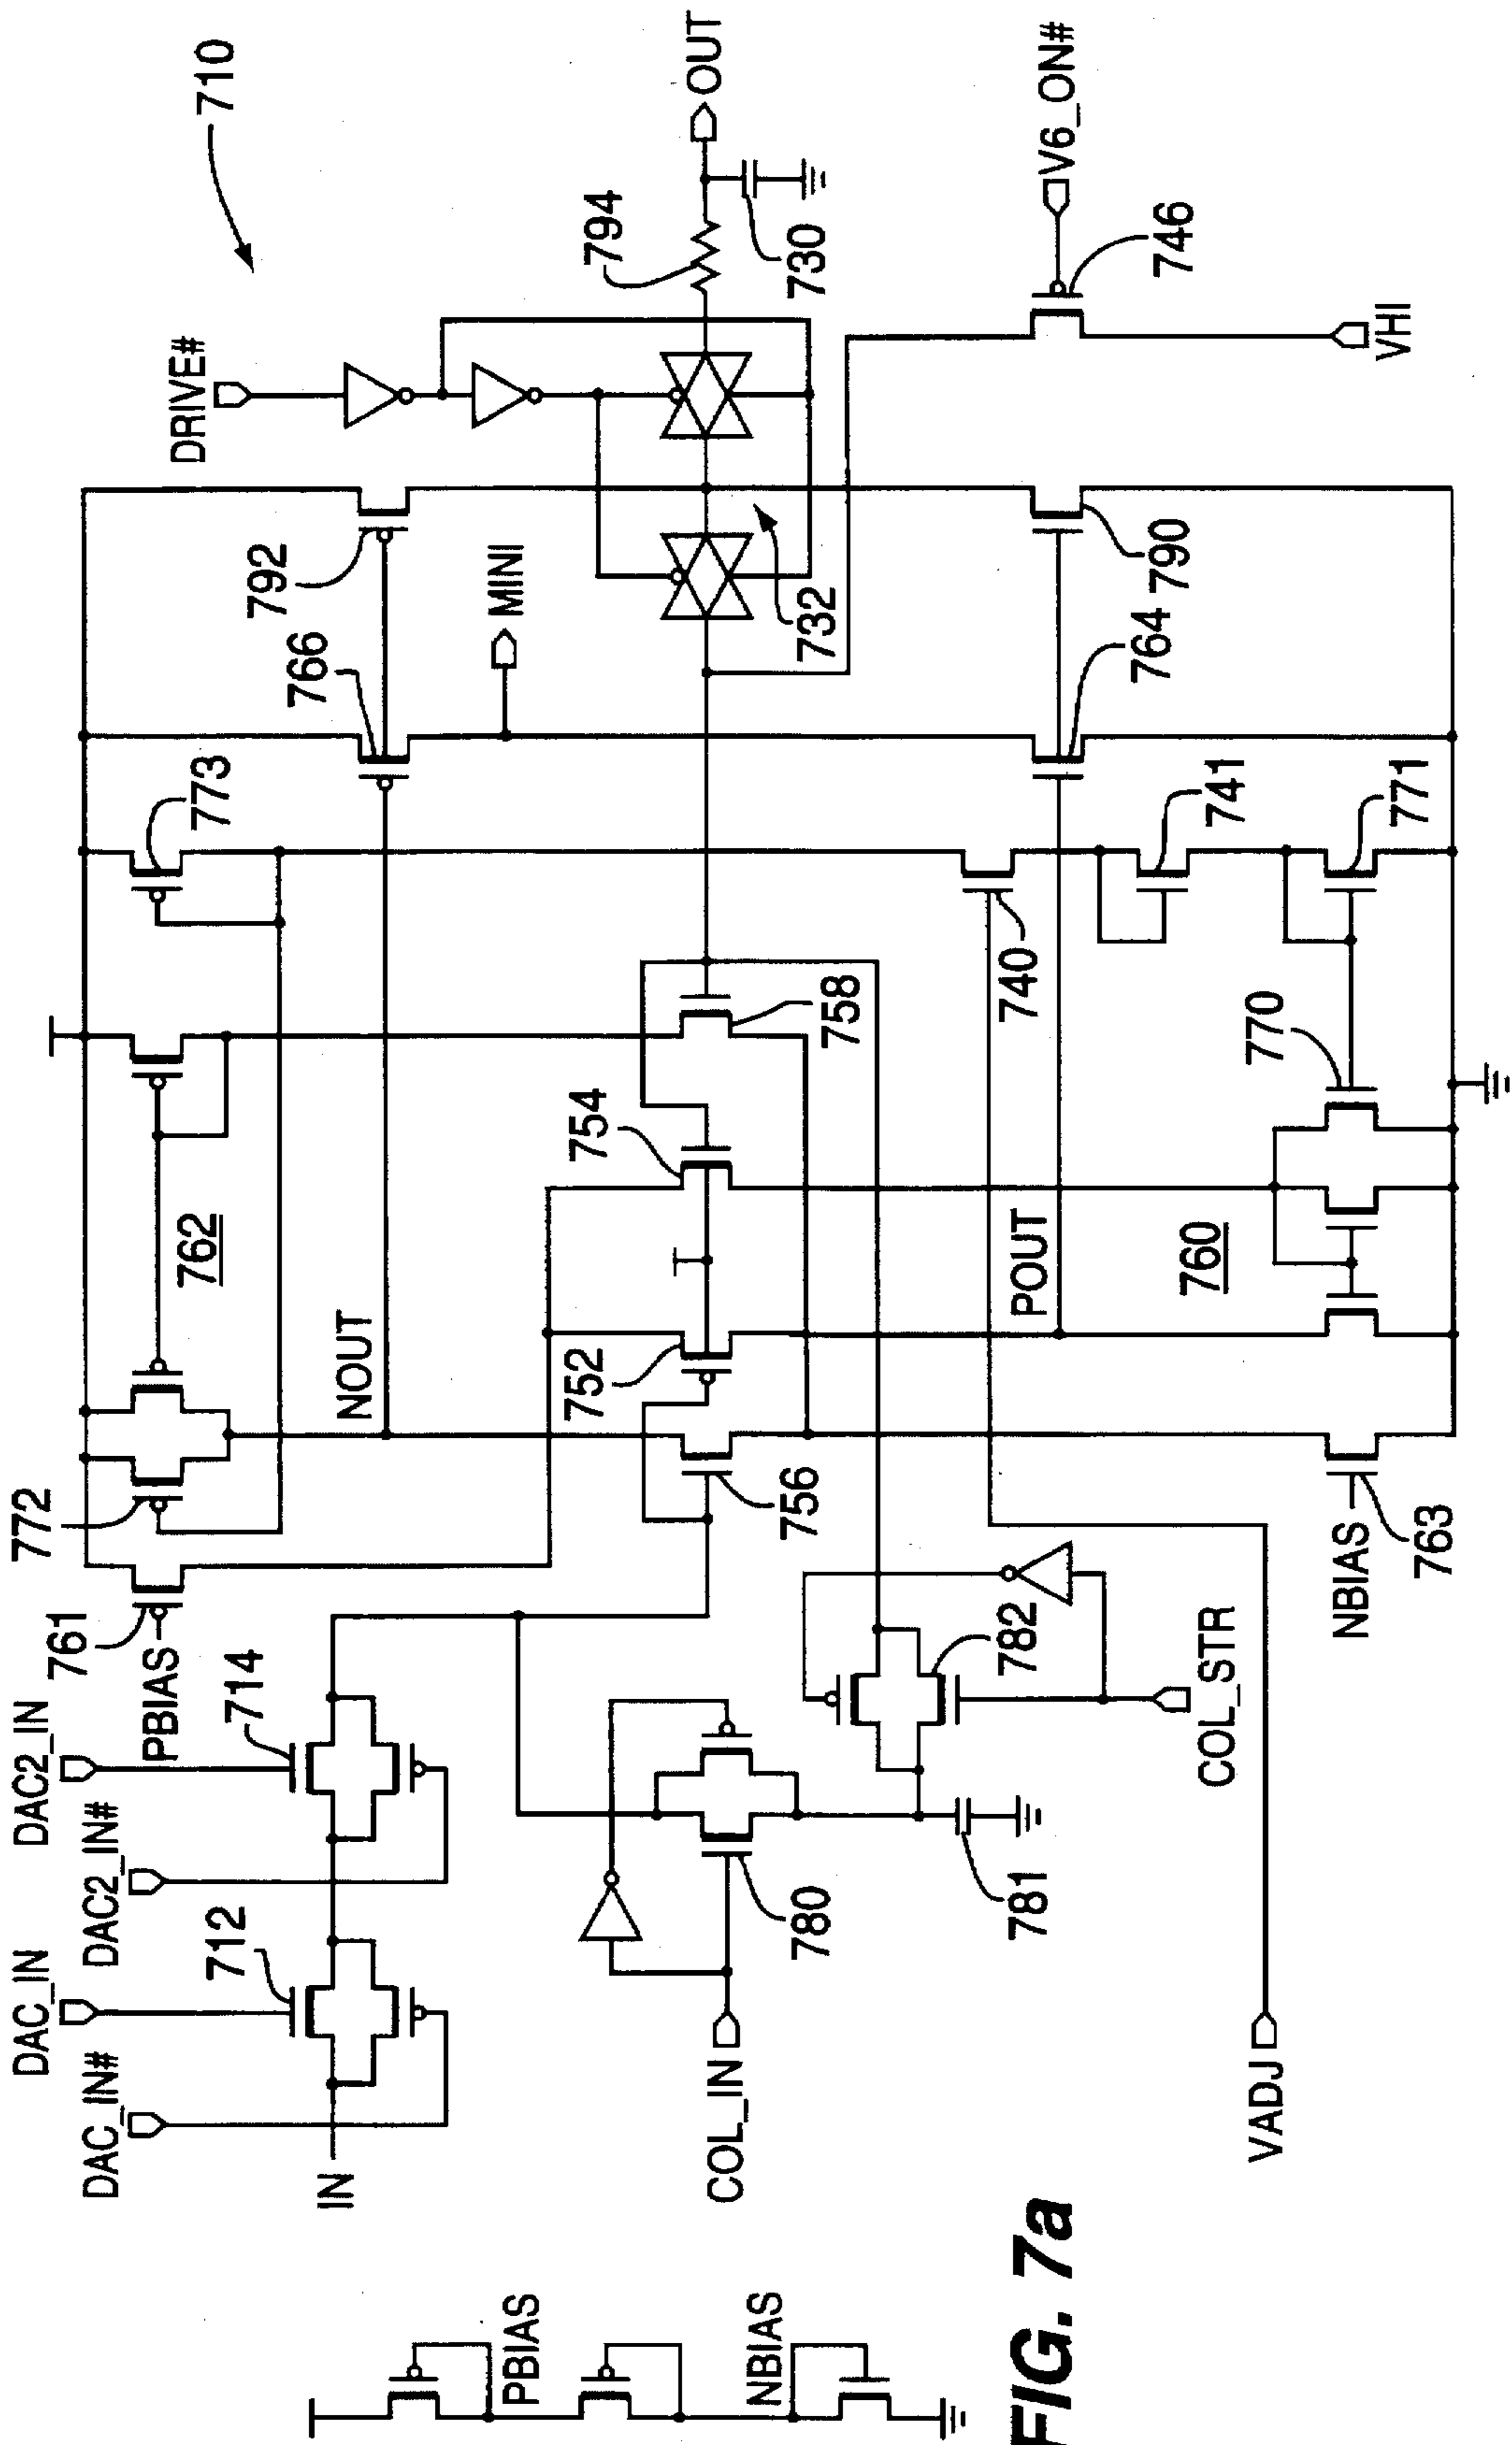 710
DRIVE#
OUT
794
730
V6_ON#
746
VHI
792
MINI
732
790
766
764
773
741
771
740
758
770
754
762
NOUT
752
POUT
760
772
756
763
NBIAS
761
PBIAS
714
DAC2_IN
DAC2_IN#
712
DAC_IN
DAC_IN#
IN
782
780
781
COL_STR
COL_IN
VADJ
PBIAS
NBIAS
FIG. 7a